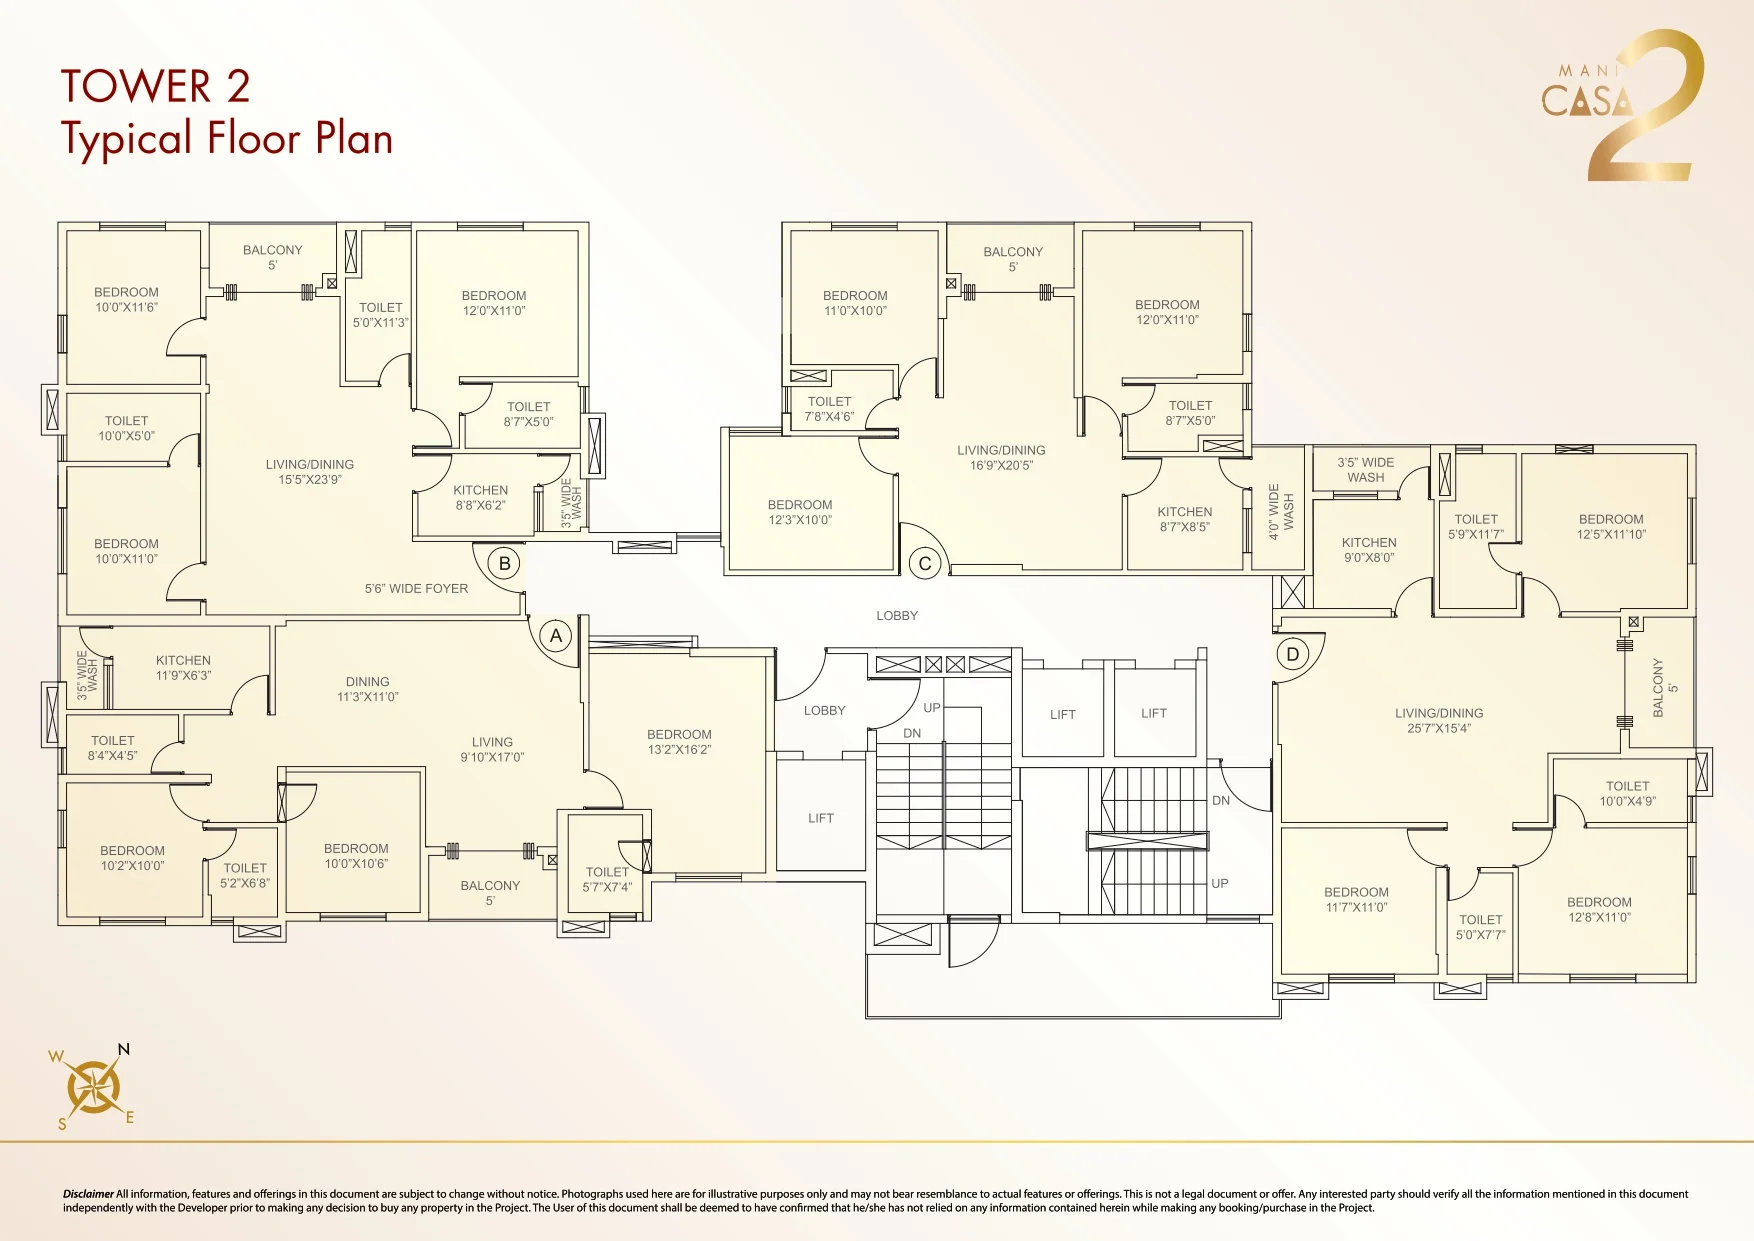 TOWER 2
Typical Floor Plan
MANI
CASA
2
BEDROOM
10'0"X11'6"
BALCONY
5'
TOILET
5'0"X11'3"
BEDROOM
12'0"X11'0"
TOILET
10'0"X5'0"
TOILET
8'7"X5'0"
LIVING/DINING
15'5"X23'9"
KITCHEN
8'8"X6'2"
3'5" WIDE
WASH
BEDROOM
10'0"X11'0"
5'6" WIDE FOYER
B
BEDROOM
11'0"X10'0"
BALCONY
5'
BEDROOM
12'0"X11'0"
TOILET
7'8"X4'6"
TOILET
8'7"X5'0"
LIVING/DINING
16'9"X20'5"
BEDROOM
12'3"X10'0"
KITCHEN
8'7"X8'5"
4'0" WIDE
WASH
C
LOBBY
3'5" WIDE
WASH
KITCHEN
9'0"X8'0"
TOILET
5'9"X11'7"
BEDROOM
12'5"X11'10"
D
LIVING/DINING
25'7"X15'4"
BALCONY
5'
TOILET
10'0"X4'9"
BEDROOM
11'7"X11'0"
TOILET
5'0"X7'7"
BEDROOM
12'8"X11'0"
A
3'5" WIDE
WASH
KITCHEN
11'9"X6'3"
DINING
11'3"X11'0"
TOILET
8'4"X4'5"
LIVING
9'10"X17'0"
BEDROOM
13'2"X16'2"
BEDROOM
10'2"X10'0"
TOILET
5'2"X6'8"
BEDROOM
10'0"X10'6"
BALCONY
5'
TOILET
5'7"X7'4"
LOBBY
UP
DN
LIFT
LIFT
LIFT
DN
UP
W
N
S
E
Disclaimer All information, features and offerings in this document are subject to change without notice. Photographs used here are for illustrative purposes only and may not bear resemblance to actual features or offerings. This is not a legal document or offer. Any interested party should verify all the information mentioned in this document
independently with the Developer prior to making any decision to buy any property in the Project. The User of this document shall be deemed to have confirmed that he/she has not relied on any information contained herein while making any booking/purchase in the Project.